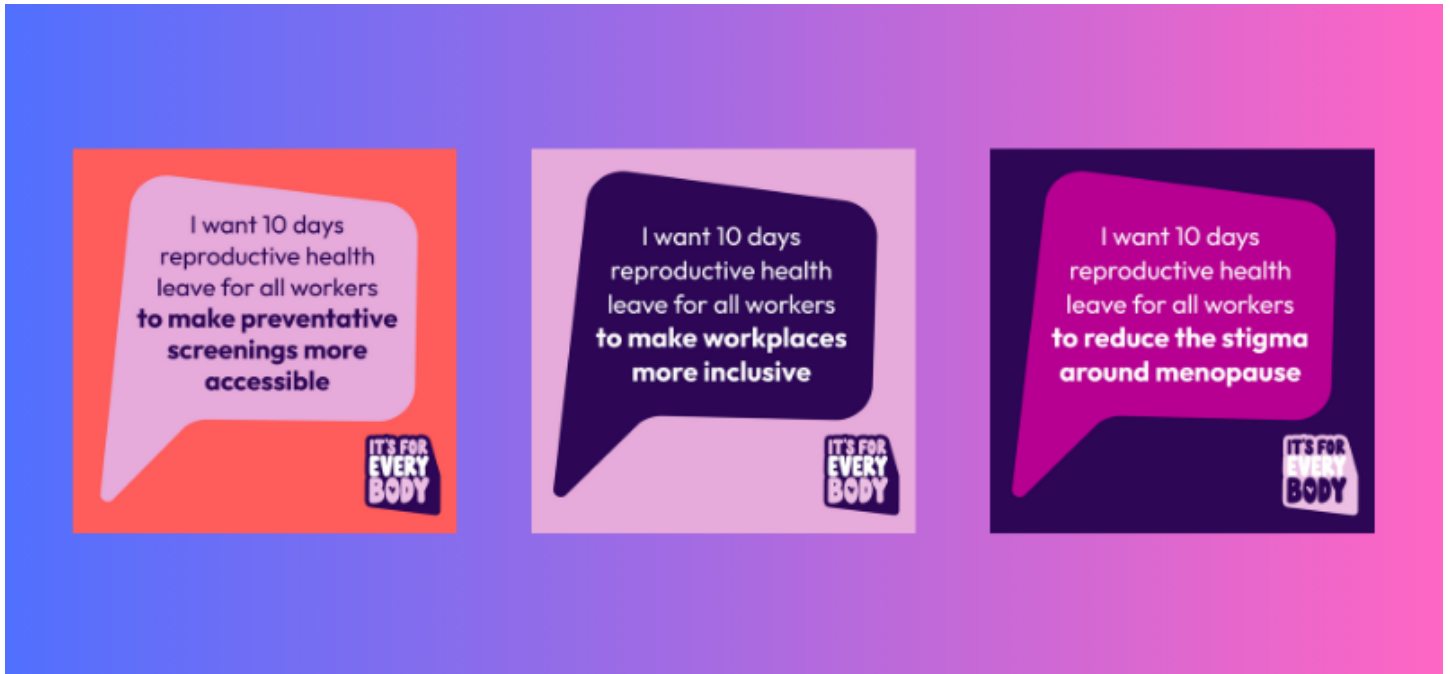 I want 10 days
reproductive health
leave for all workers
to make preventative
screenings more
accessible
IT'S FOR
EVERY
BODY
I want 10 days
reproductive health
leave for all workers
to make workplaces
more inclusive
IT'S FOR
EVERY
BODY
I want 10 days
reproductive health
leave for all workers
to reduce the stigma
around menopause
IT'S FOR
EVERY
BODY